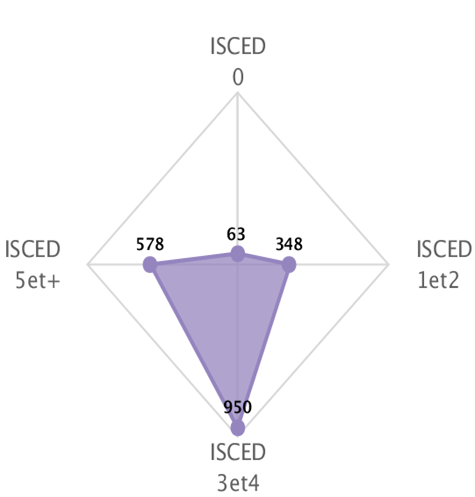 ISCED
0
63
578
348
ISCED
5et+
ISCED
1et2
950
ISCED
3et4